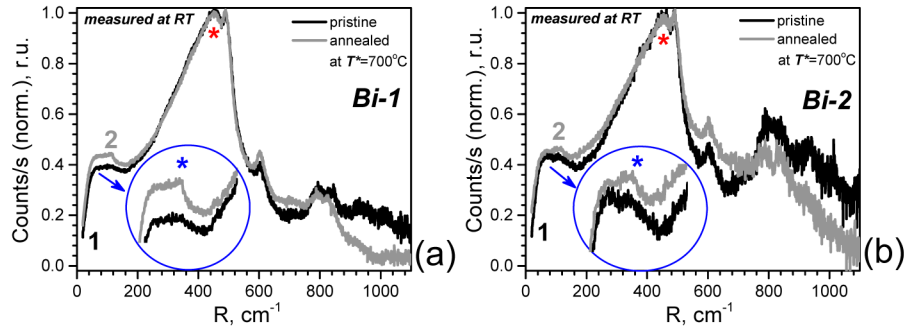 measured at RT
pristine
annealed
at T*=700°C
*
Bi-1
2
*
1
Counts/s (norm.), r.u.
1.0
0.8
0.6
0.4
0.2
0.0
0 200 400 600 800 1000
R, cm⁻¹
(a)
measured at RT
pristine
annealed
at T*=700°C
*
Bi-2
2
*
1
Counts/s (norm.), r.u.
1.0
0.8
0.6
0.4
0.2
0.0
0 200 400 600 800 1000
R, cm⁻¹
(b)